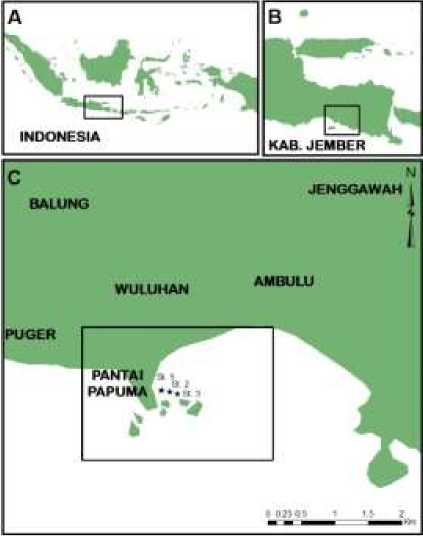 A
INDONESIA
B
KAB. JEMBER
C
N
JENGGAWAH
BALUNG
AMBULU
WULUHAN
PUGER
PANTAI
PAPUMA
St. 1
St. 2
St. 3
0 0.25 0.5 1 1.5 2
Km